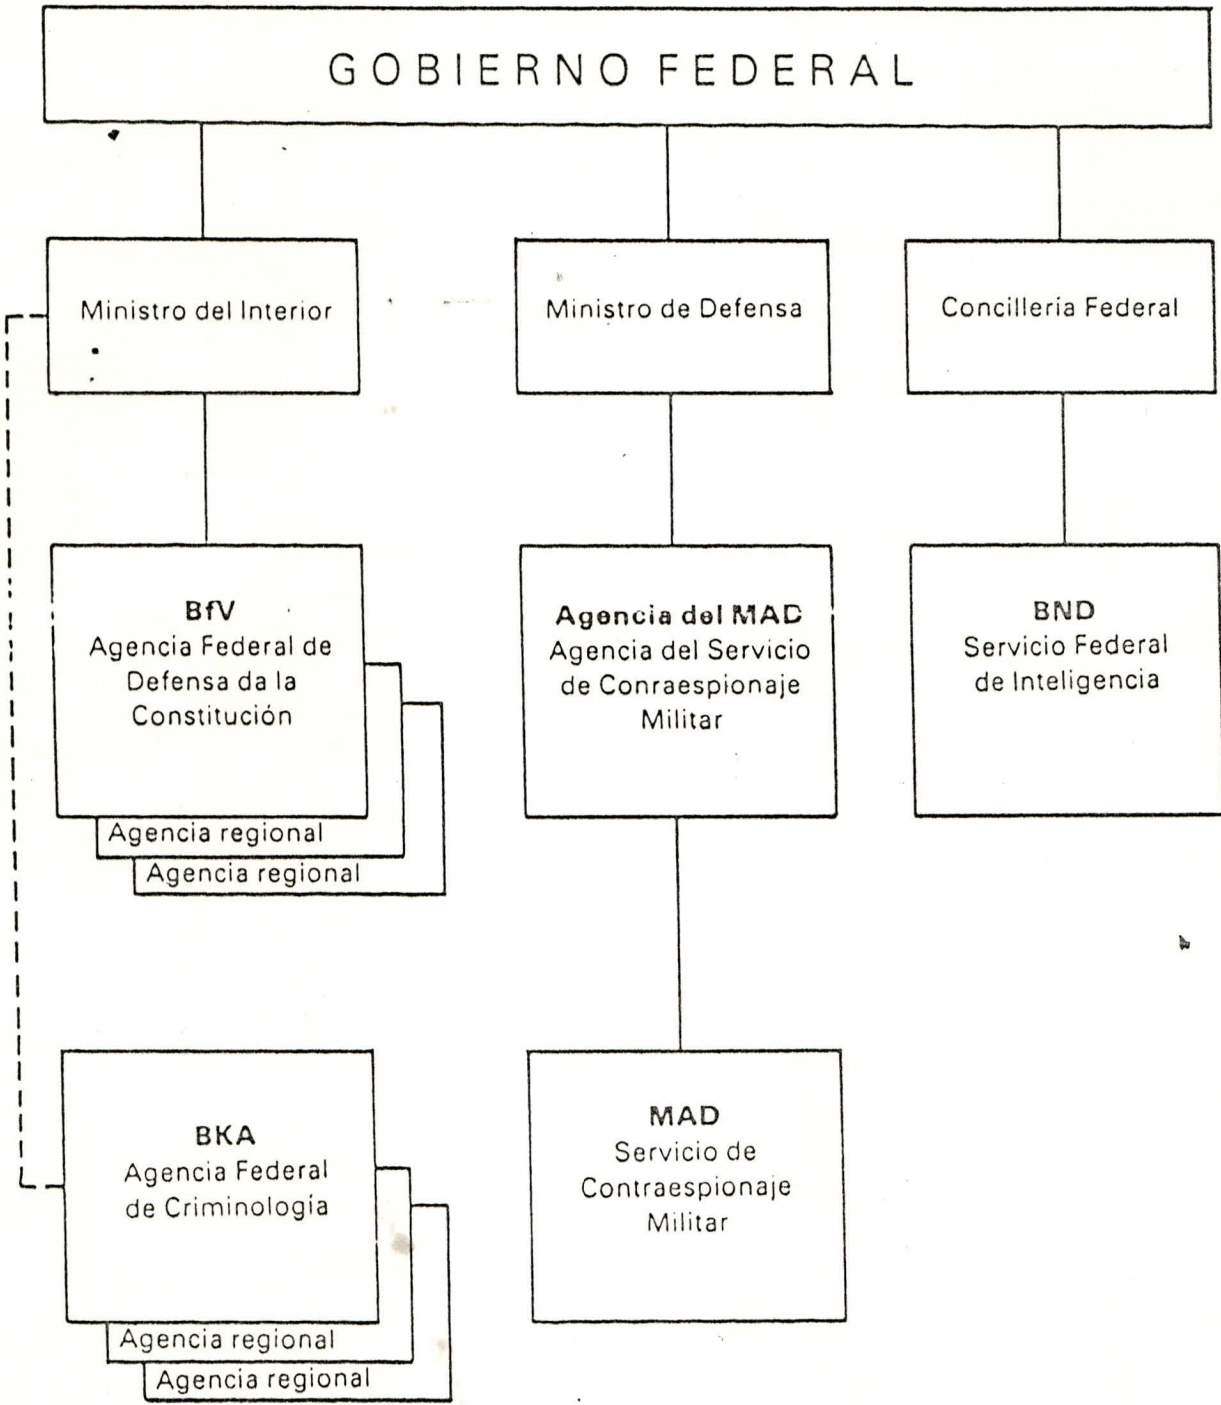 GOBIERNO FEDERAL
Ministro del Interior
Ministro de Defensa
Concillería Federal
BfV
Agencia Federal de
Defensa da la
Constitución
Agencia regional
Agencia regional
Agencia del MAD
Agencia del Servicio
de Conraespionaje
Militar
BND
Servicio Federal
de Inteligencia
BKA
Agencia Federal
de Criminología
Agencia regional
Agencia regional
MAD
Servicio de
Contraespionaje
Militar